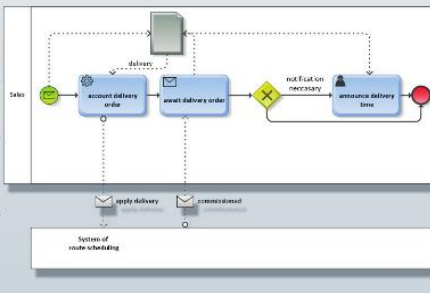 delivery
notification
neccasary
Sales
account delivery
order
await delivery order
announce delivery
time
apply delivery
commissioned
System of
route scheduling